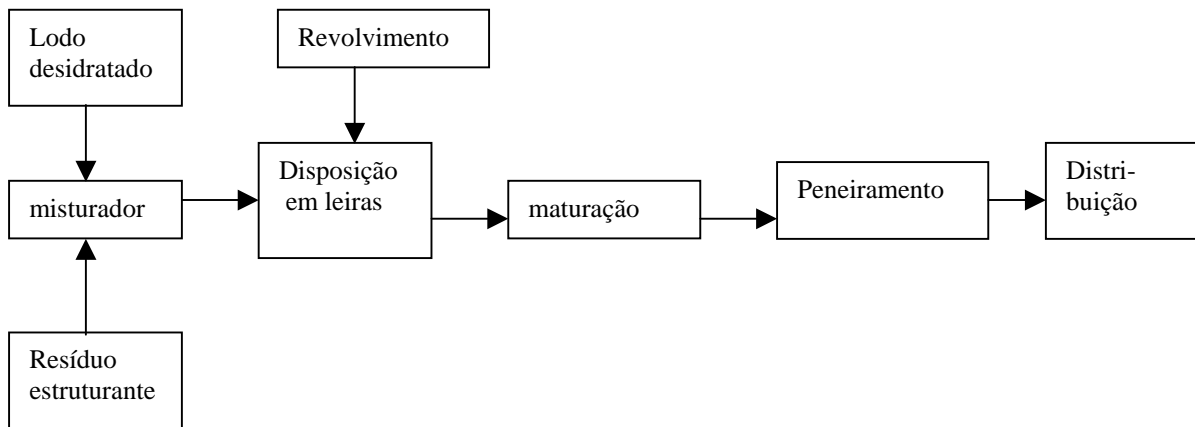 Lodo
desidratado
Revolvimento
misturador
Disposição
em leiras
maturação
Peneiramento
Distri-
buição
Resíduo
estruturante